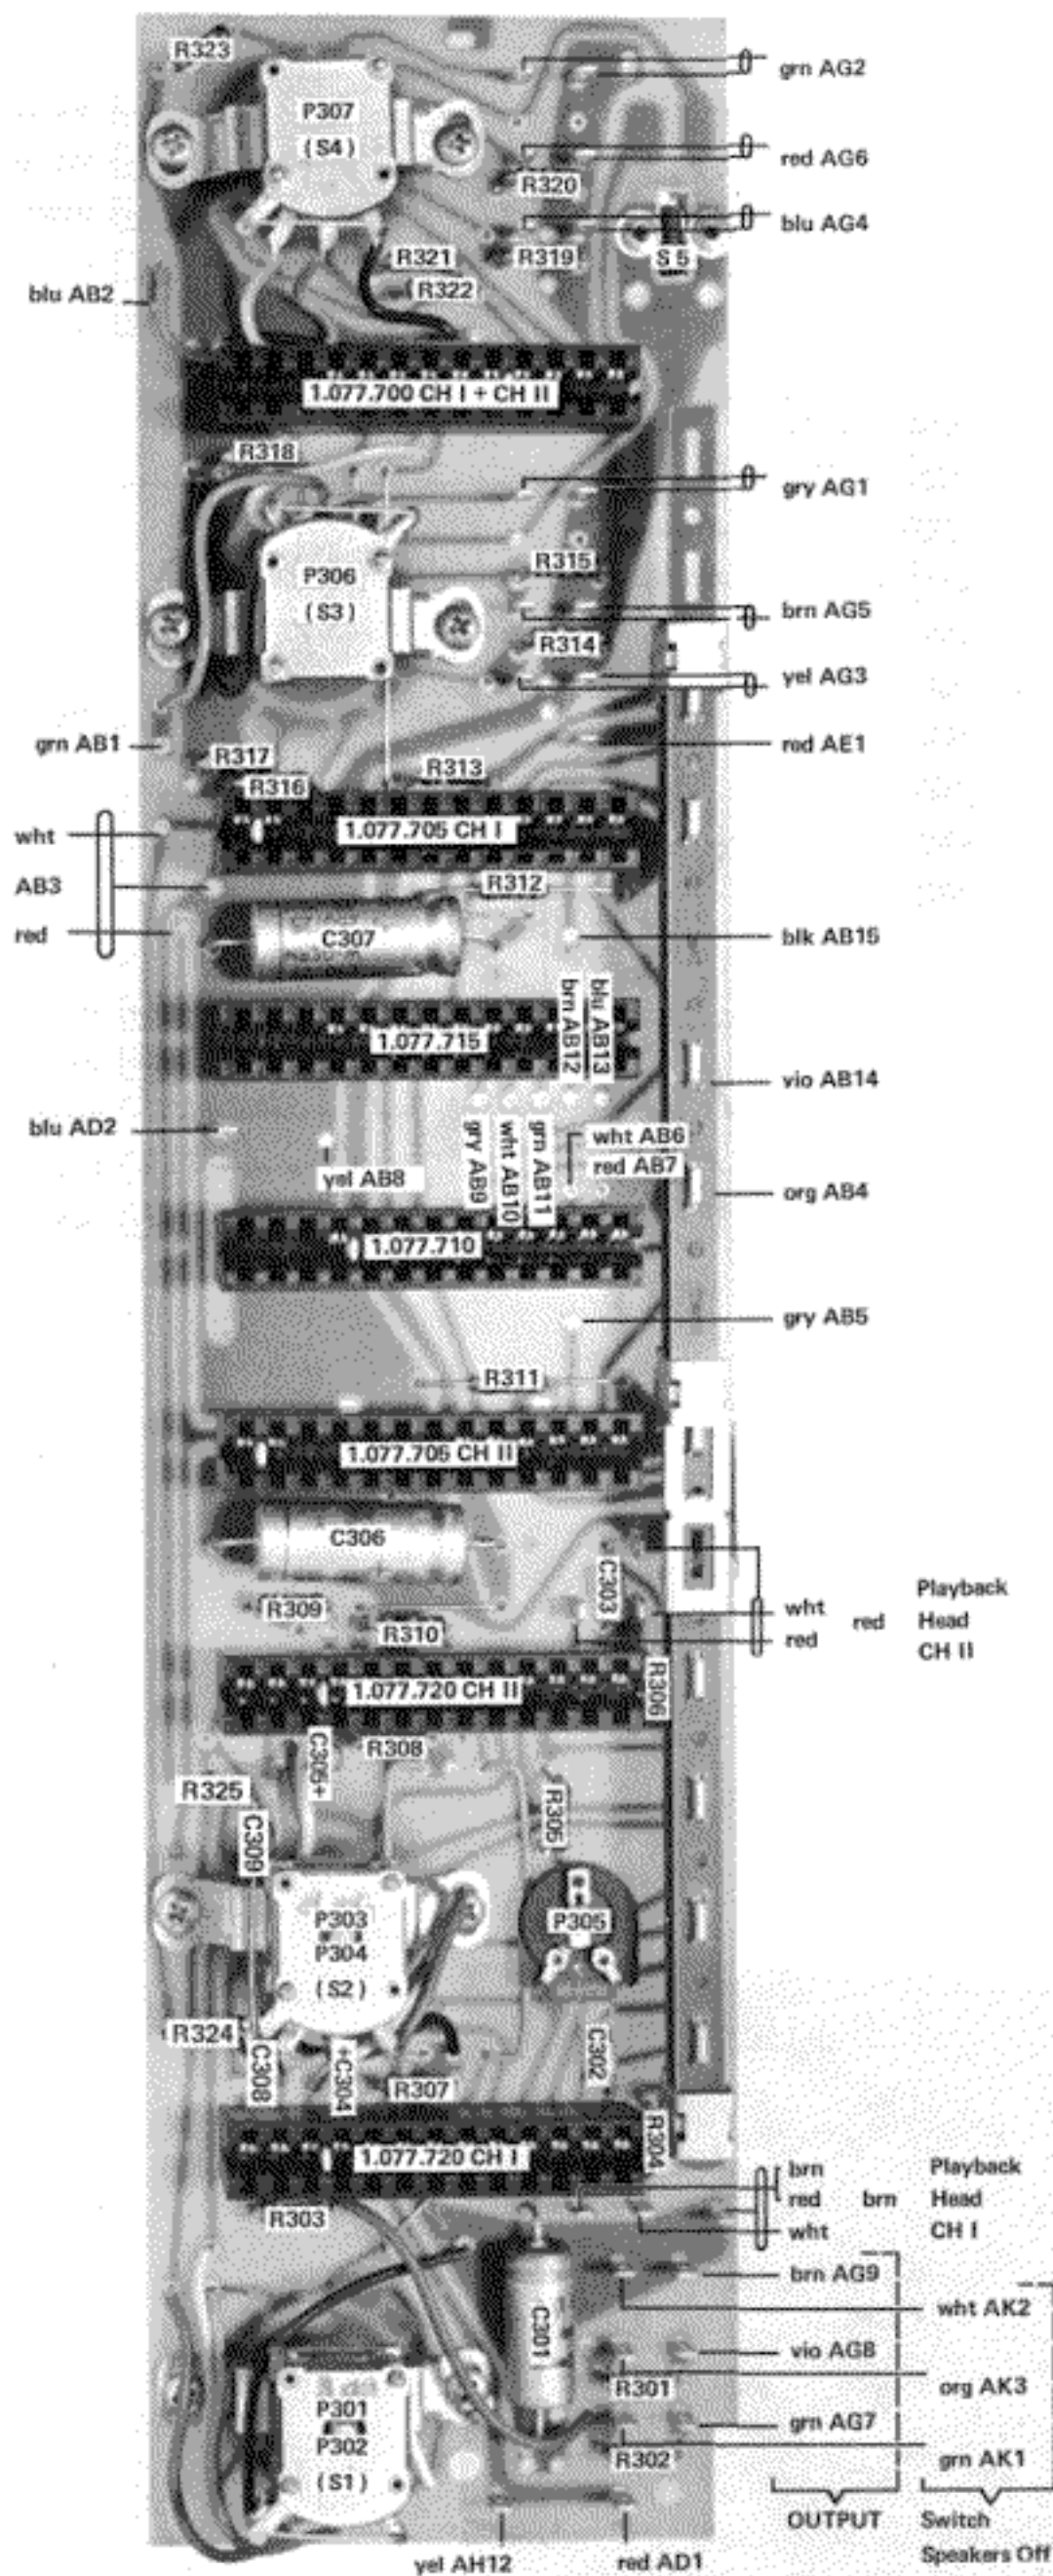 R323
grn AG2
P307
(S4)
red AG6
R320
blu AG4
R321
R319
S 5
R322
blu AB2
1.077.700 CH I + CH II
R318
gry AG1
R315
P306
(S3)
brn AG5
R314
yel AG3
grn AB1
red AE1
R317
R313
R316
wht
1.077.705 CH I
AB3
R312
red
C307
blk AB15
brn AB12
blu AB13
1.077.715
vio AB14
blu AD2
wht AB6
yel AB8
gry AB9
wht AB10
grn AB11
red AB7
org AB4
1.077.710
gry AB5
R311
1.077.705 CH II
C306
C303
Playback
R309
wht
red
Head
R310
red
CH II
1.077.720 CH II
R306
R308
C305+
R325
R305
C309
P303
P304
(S2)
P305
R324
C308
+C304
C302
R307
R304
1.077.720 CH I
brn
Playback
R303
red
brn
Head
wht
CH I
brn AG9
wht AK2
C301
vio AG8
R301
org AK3
P301
P302
(S1)
grn AG7
R302
grn AK1
OUTPUT
Switch
Speakers Off
yel AH12
red AD1